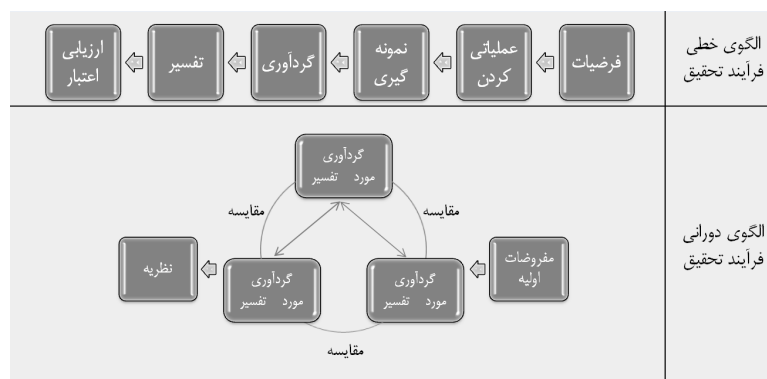 الگوی خطی
فرآیند تحقیق
فرضیات
عملیاتی
کردن
نمونه
گیری
گردآوری
تفسیر
ارزیابی
اعتبار
الگوی دورانی
فرآیند تحقیق
گردآوری
مورد تفسیر
مقایسه
مقایسه
مفروضات
اولیه
گردآوری
مورد تفسیر
گردآوری
مورد تفسیر
نظریه
مقایسه